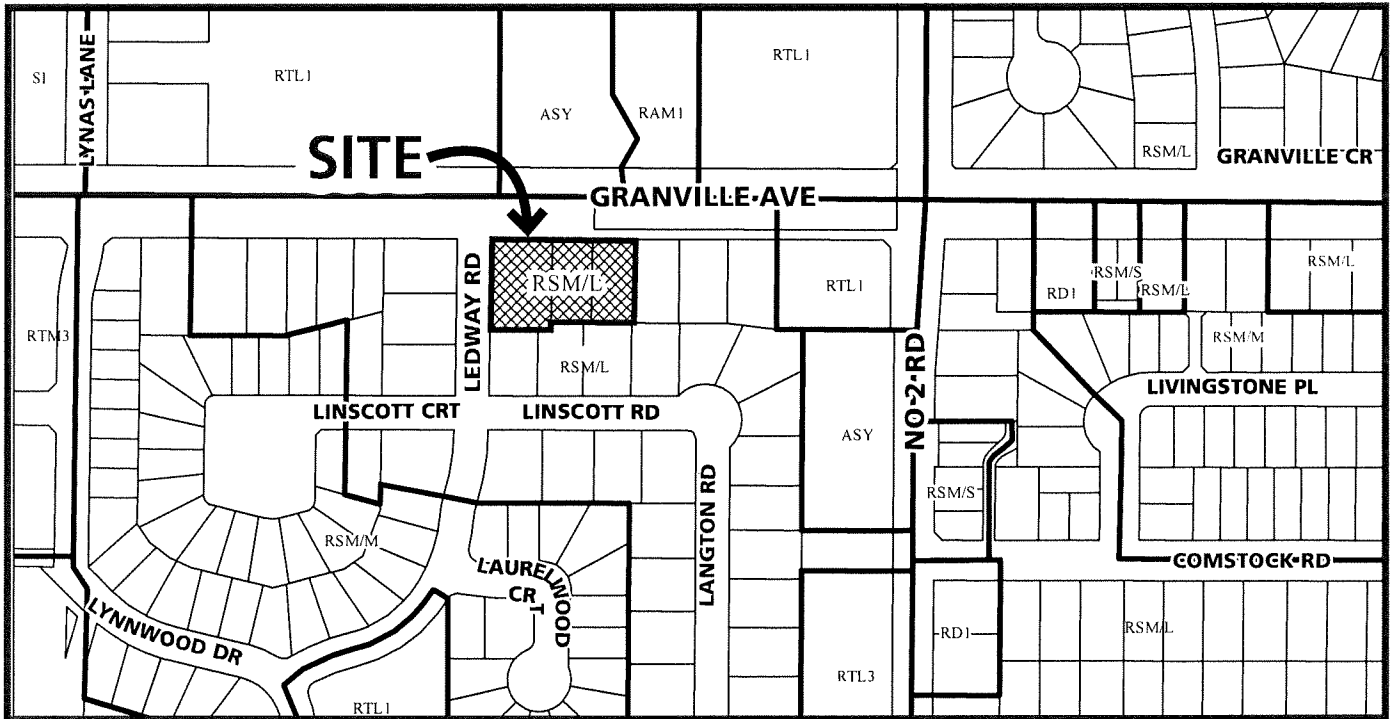 S1
LYNAS LANE
RTL1
ASY
RAM1
RTL1
RSM/L
GRANVILLE CR
SITE
GRANVILLE AVE
RTM3
LEDWAY RD
RSM/L
RTL1
NO 2 RD
RD1
RSM/S
RSM/L
RSM/L
RSM/M
RSM/L
LIVINGSTONE PL
LINSCOTT CRT
LINSCOTT RD
ASY
LANGTON RD
RSM/S
RSM/M
COMSTOCK RD
LAURELWOOD
CRT
LYNNWOOD DR
RD1
RSM/L
RTL3
RTL1